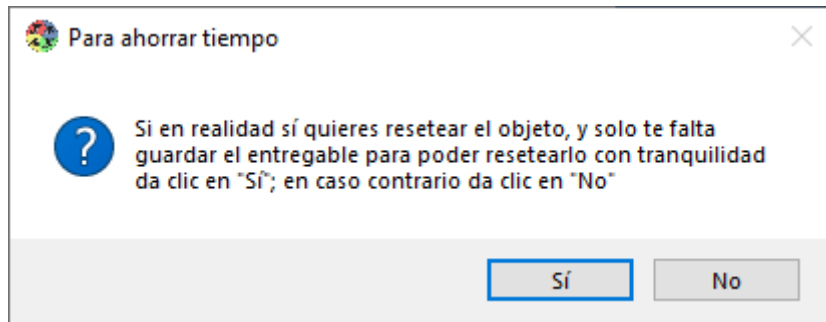 Para ahorrar tiempo
Si en realidad sí quieres resetear el objeto, y solo te falta
guardar el entregable para poder resetearlo con tranquilidad
da clic en "Sí"; en caso contrario da clic en "No"
Sí
No